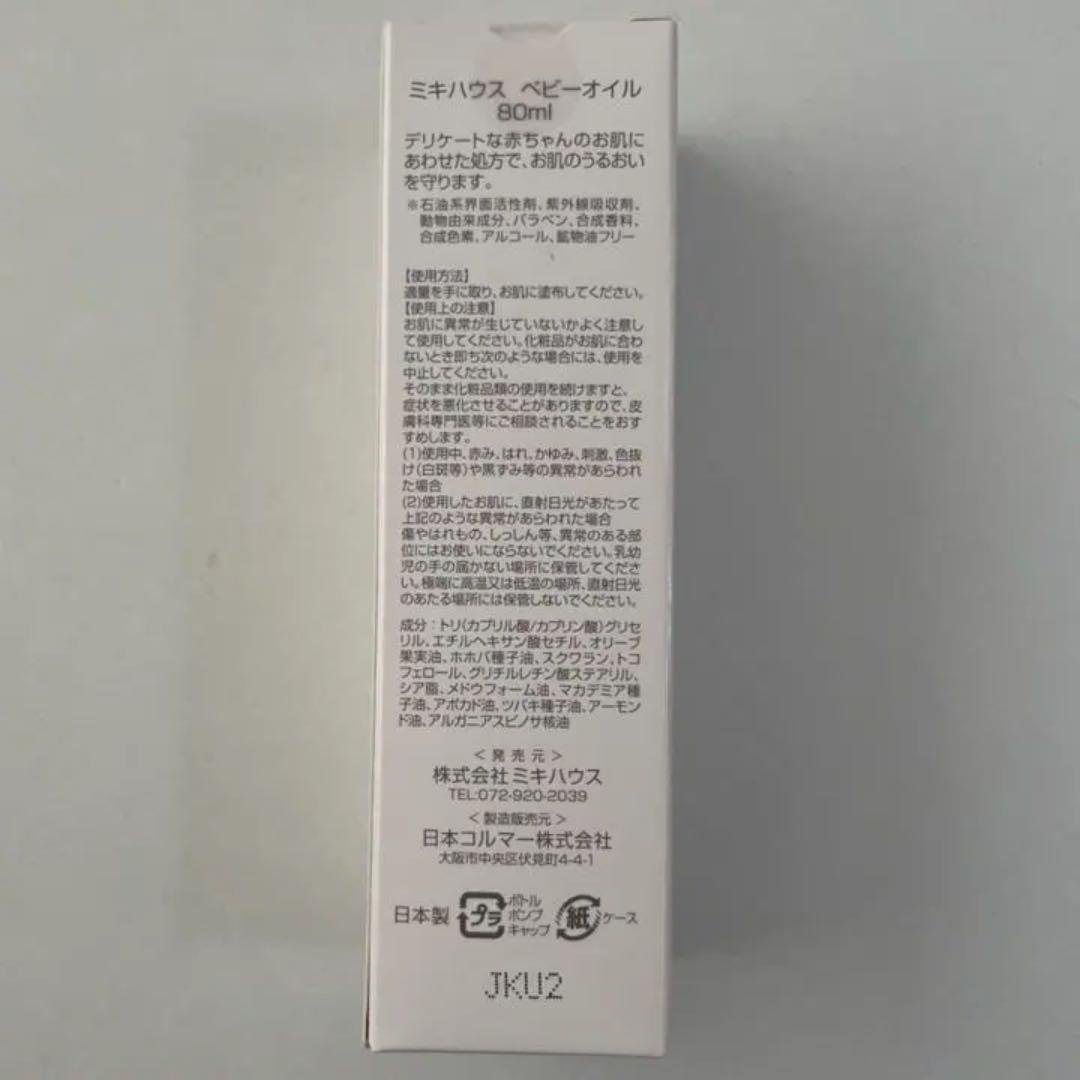 ミキハウス ベビーオイル
80ml
デリケートな赤ちゃんのお肌に
あわせた処方で、お肌のうるおい
を守ります。
※石油系界面活性剤、紫外線吸収剤、
動物由来成分、パラベン、合成香料、
合成色素、アルコール、鉱物油フリー
【使用方法】
適量を手に取り、お肌に塗布してください。
【使用上の注意】
お肌に異常が生じていないかよく注意し
て使用してください。化粧品がお肌に合わ
ないとき即ち次のような場合には、使用を
中止してください。
そのまま化粧品類の使用を続けますと、
症状を悪化させることがありますので、皮
膚科専門医等にご相談されることをおす
すめします。
(1)使用中、赤み、はれ、かゆみ、刺激、色抜
け(白斑等)や黒ずみ等の異常があらわれ
た場合
(2)使用したお肌に、直射日光があたって
上記のような異常があらわれた場合
傷やはれもの、しっしん等、異常のある部
位にはお使いにならないでください。乳幼
児の手の届かない場所に保管してくださ
い。極端に高温又は低温の場所、直射日光
のあたる場所には保管しないでください。
成分：トリ(カプリル酸/カプリン酸)グリセ
リル、エチルヘキサン酸セチル、オリーブ
果実油、ホホバ種子油、スクワラン、トコ
フェロール、グリチルレチン酸ステアリル、
シア脂、メドウフォーム油、マカデミア種
子油、アボカド油、ツバキ種子油、アーモン
ド油、アルガニアスピノサ核油
＜発売元＞
株式会社ミキハウス
TEL:072-920-2039
＜製造販売元＞
日本コルマー株式会社
大阪市中央区伏見町4-4-1
日本製 プラ ボトル ポンプ キャップ 紙 ケース
JKU2